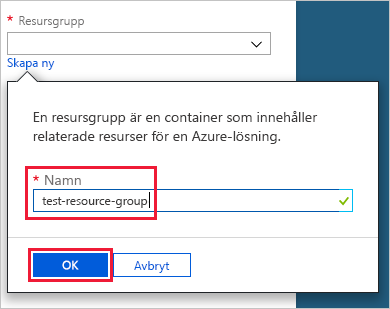 * Resursgrupp
Skapa ny
En resursgrupp är en container som innehåller
relaterade resurser för en Azure-lösning.
* Namn
test-resource-group
OK
Avbryt